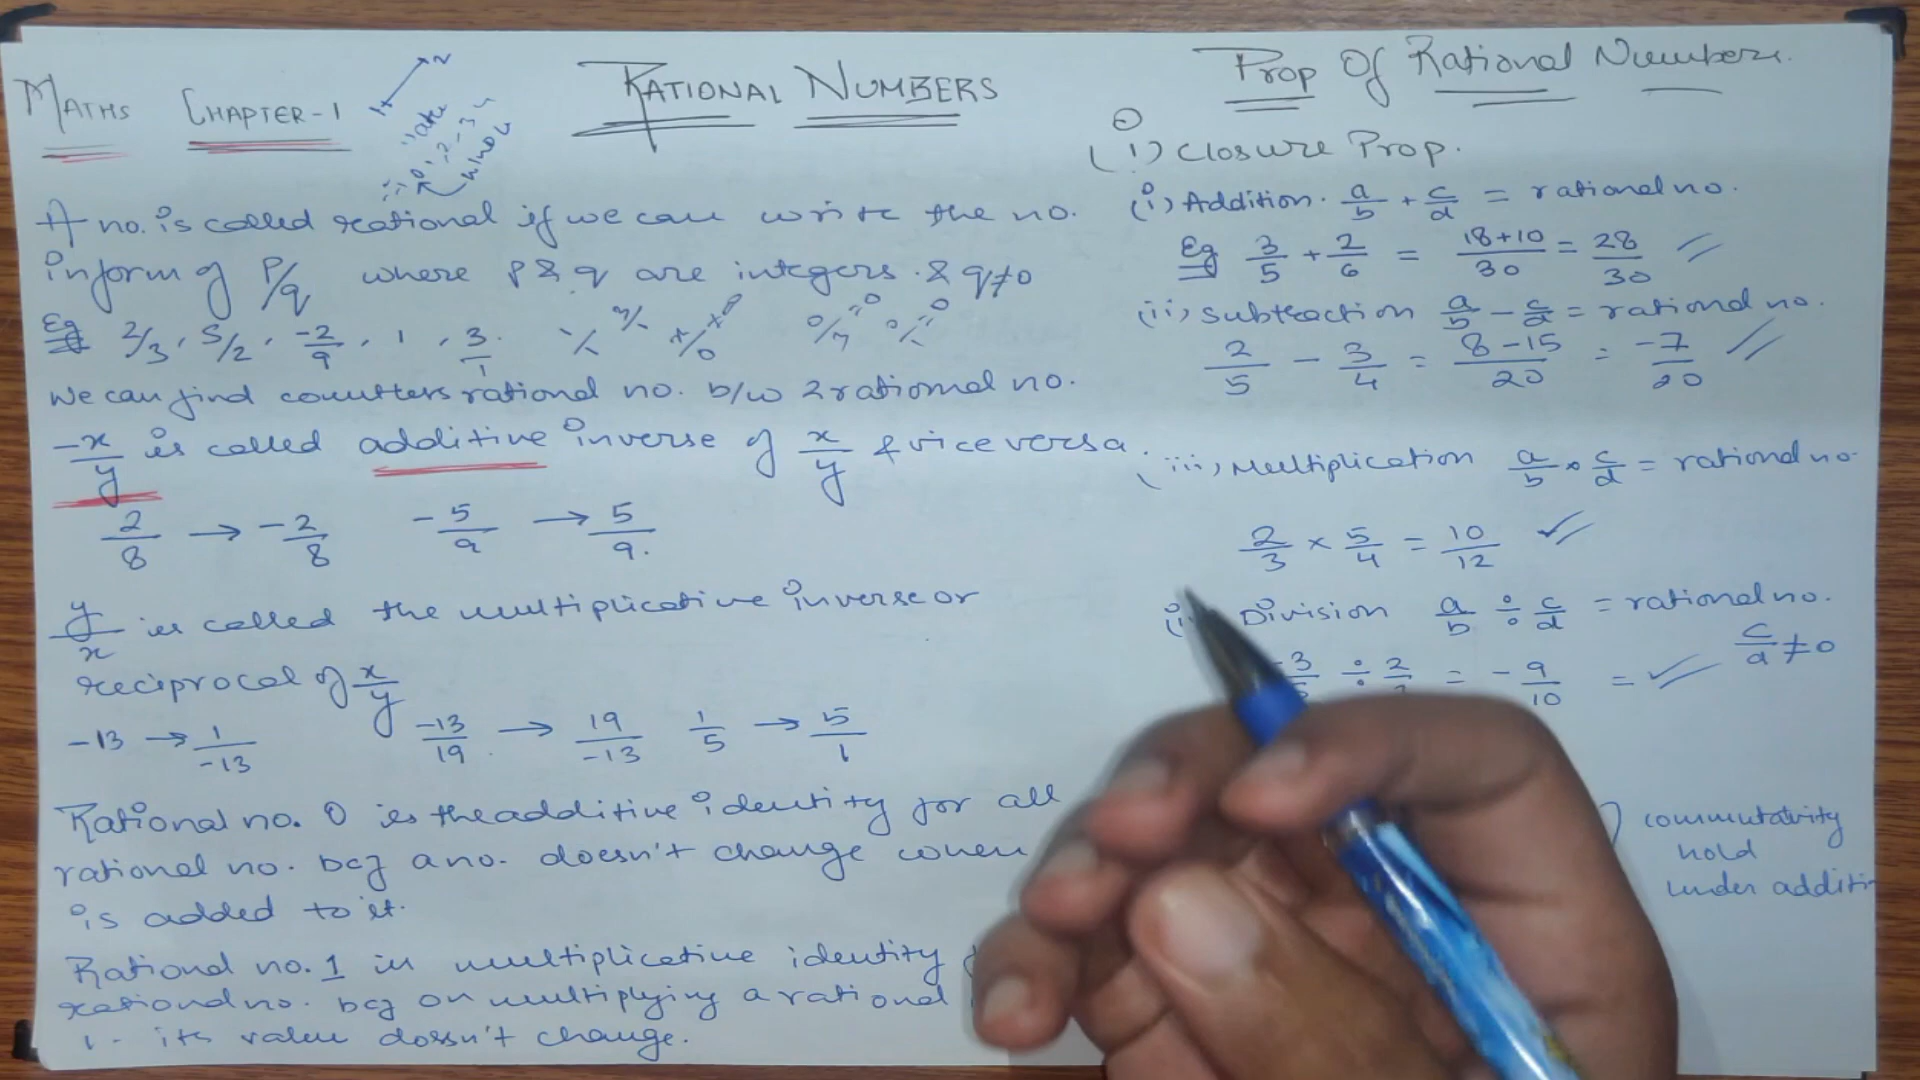 MATHS CHAPTER-1
RATIONAL NUMBERS
A no. is called rational if we can write the no.
in form of P/q where P & q are integers & q≠0
Eg 2/3, 5/2, -2/9, 1, 3/1
We can find countless rational no. b/w 2 rational no.
-x/y is called additive inverse of x/y & vice versa.
2/8 → -2/8 -5/9 → 5/9.
y/x is called the multiplicative inverse or
reciprocal of x/y
-13 → 1/-13 -13/19 → 19/-13 1/5 → 5/1
Rational no. 0 is the additive identity for all
rational no. bcz a no. doesn't change when
is added to it.
Rational no. 1 is multiplicative identity
rational no. bcz on multiplying a rational
1. its value doesn't change.
Prop Of Rational Numbers.
(i) Closure Prop.
(i) Addition. a/b + c/d = rational no.
Eg 3/5 + 2/6 = 18+10/30 = 28/30
(ii) Subtraction a/b - c/d = rational no.
2/5 - 3/4 = 8-15/20 = -7/20
(iii) Multiplication a/b × c/d = rational no.
2/3 × 5/4 = 10/12
Division a/b ÷ c/d = rational no.
c/d ≠ 0
÷ = -9/10 =
commutativity
hold
under additi